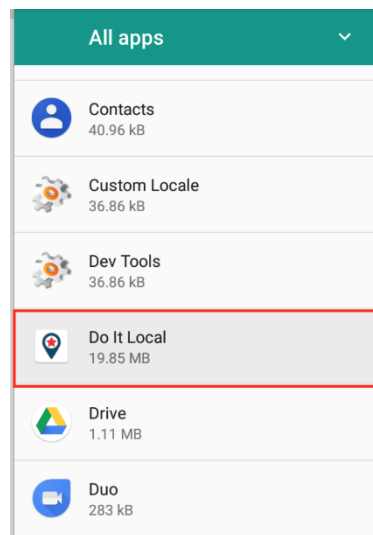 All apps
Contacts
40.96 kB
Custom Locale
36.86 kB
Dev Tools
36.86 kB
Do It Local
19.85 MB
Drive
1.11 MB
Duo
283 kB